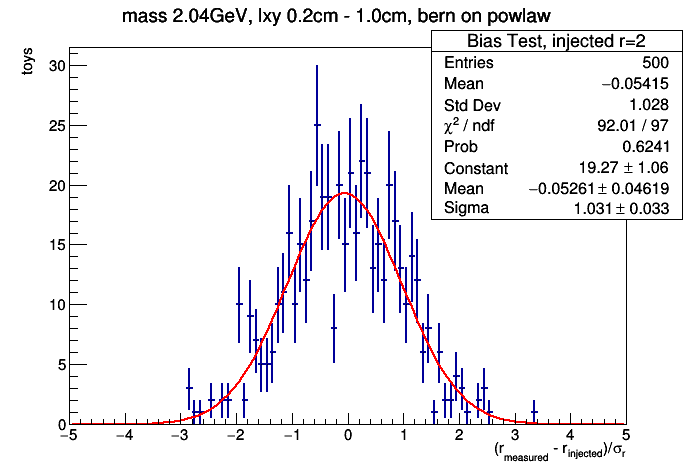 mass 2.04GeV, lxy 0.2cm - 1.0cm, bern on powlaw
Bias Test, injected r=2
Entries 500
Mean −0.05415
Std Dev 1.028
χ² / ndf 92.01 / 97
Prob 0.6241
Constant 19.27 ± 1.06
Mean −0.05261 ± 0.04619
Sigma 1.031 ± 0.033
toys
30
25
20
15
10
5
0
−5 −4 −3 −2 −1 0 1 2 3 4 5
(r_measured - r_injected)/σ_r